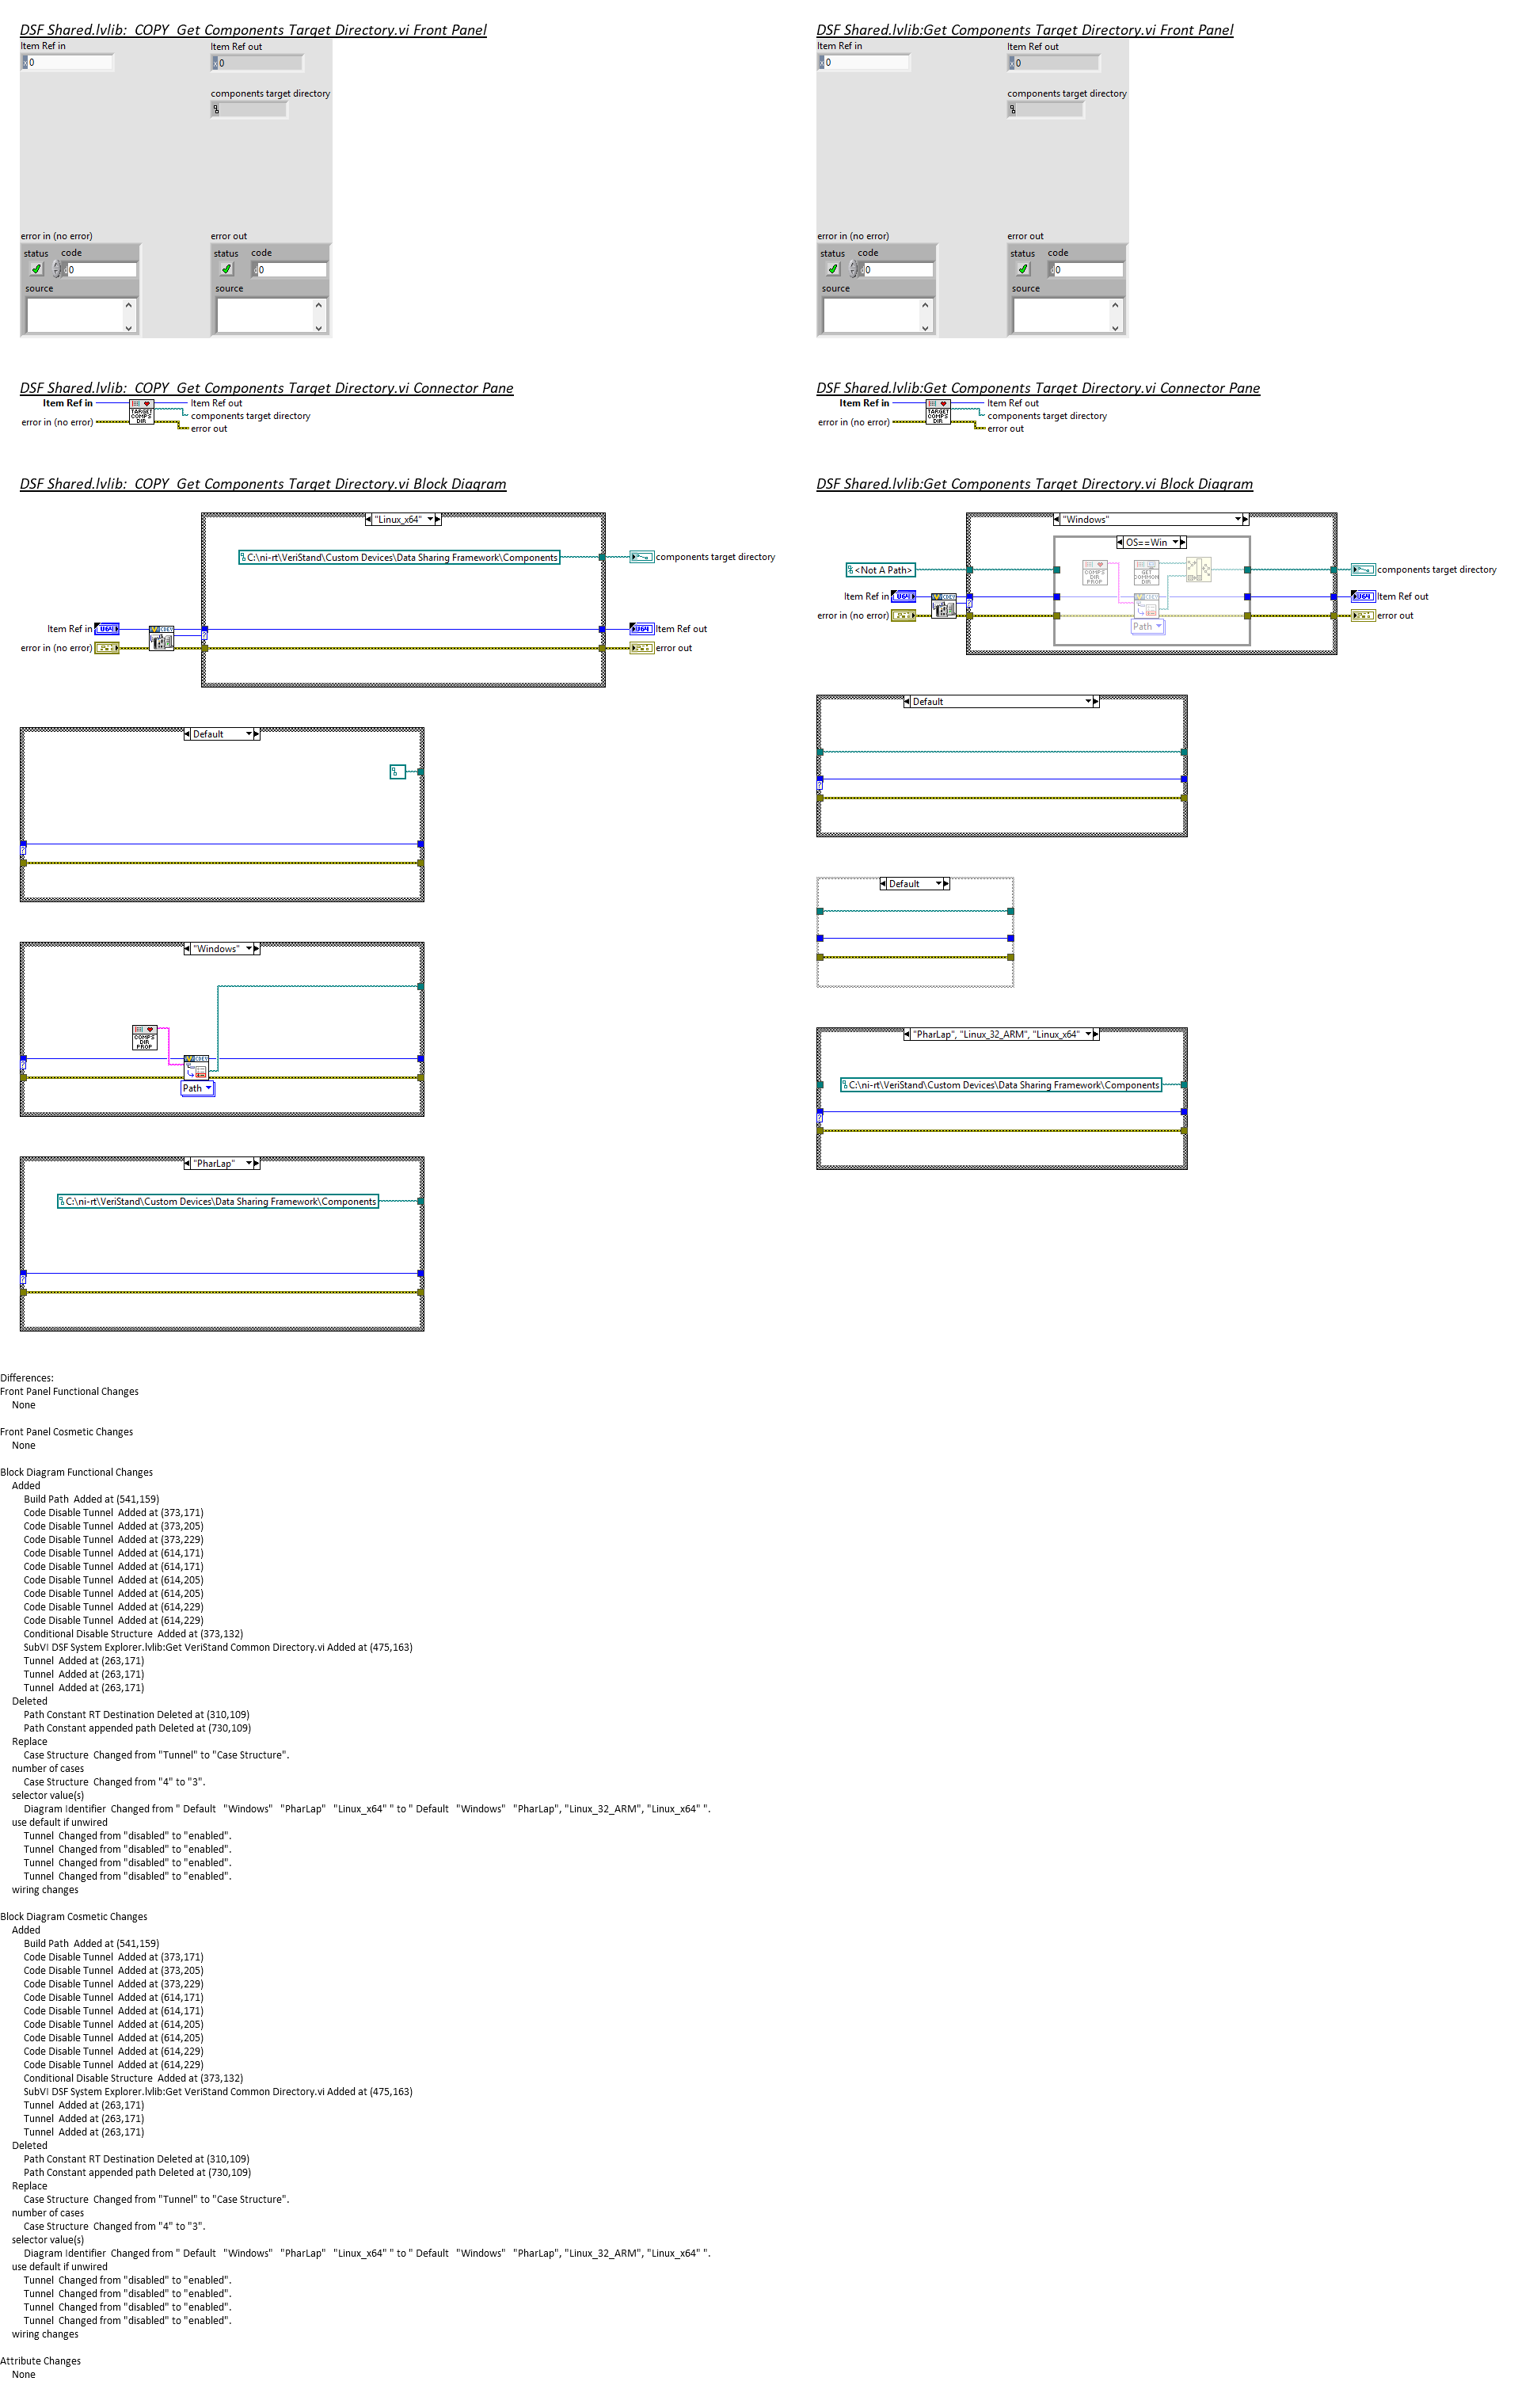 DSF Shared.lvlib:  COPY  Get Components Target Directory.vi Front Panel
Item Ref in
0
Item Ref out
0
components target directory
error in (no error)
status
code
0
source
error out
status
code
0
source
DSF Shared.lvlib:Get Components Target Directory.vi Front Panel
Item Ref in
0
Item Ref out
0
components target directory
error in (no error)
status
code
0
source
error out
status
code
0
source
DSF Shared.lvlib:  COPY  Get Components Target Directory.vi Connector Pane
Item Ref in
error in (no error)
TARGET
COMPS
DIR
Item Ref out
components target directory
error out
DSF Shared.lvlib:Get Components Target Directory.vi Connector Pane
Item Ref in
error in (no error)
TARGET
COMPS
DIR
Item Ref out
components target directory
error out
DSF Shared.lvlib:  COPY  Get Components Target Directory.vi Block Diagram
"Linux_x64"
C:\ni-rt\VeriStand\Custom Devices\Data Sharing Framework\Components
components target directory
Item Ref in
U64
CDEV
?
U64
Item Ref out
error in (no error)
error out
Default
?
"Windows"
COMPS
DIR
PROP
CDEV
?
Path
"PharLap"
C:\ni-rt\VeriStand\Custom Devices\Data Sharing Framework\Components
?
DSF Shared.lvlib:Get Components Target Directory.vi Block Diagram
"Windows"
OS==Win
<Not A Path>
COMPS
DIR
PROP
GET
COMMON
DIR
components target directory
Item Ref in
U64
CDEV
?
CDEV
U64
Item Ref out
error in (no error)
Path
error out
Default
?
Default
"PharLap", "Linux_32_ARM", "Linux_x64"
C:\ni-rt\VeriStand\Custom Devices\Data Sharing Framework\Components
?
Differences:
Front Panel Functional Changes
None
Front Panel Cosmetic Changes
None
Block Diagram Functional Changes
Added
Build Path  Added at (541,159)
Code Disable Tunnel  Added at (373,171)
Code Disable Tunnel  Added at (373,205)
Code Disable Tunnel  Added at (373,229)
Code Disable Tunnel  Added at (614,171)
Code Disable Tunnel  Added at (614,171)
Code Disable Tunnel  Added at (614,205)
Code Disable Tunnel  Added at (614,205)
Code Disable Tunnel  Added at (614,229)
Code Disable Tunnel  Added at (614,229)
Conditional Disable Structure  Added at (373,132)
SubVI DSF System Explorer.lvlib:Get VeriStand Common Directory.vi Added at (475,163)
Tunnel  Added at (263,171)
Tunnel  Added at (263,171)
Tunnel  Added at (263,171)
Deleted
Path Constant RT Destination Deleted at (310,109)
Path Constant appended path Deleted at (730,109)
Replace
Case Structure  Changed from "Tunnel" to "Case Structure".
number of cases
Case Structure  Changed from "4" to "3".
selector value(s)
Diagram Identifier  Changed from " Default   "Windows"   "PharLap"   "Linux_x64" " to " Default   "Windows"   "PharLap", "Linux_32_ARM", "Linux_x64" ".
use default if unwired
Tunnel  Changed from "disabled" to "enabled".
Tunnel  Changed from "disabled" to "enabled".
Tunnel  Changed from "disabled" to "enabled".
Tunnel  Changed from "disabled" to "enabled".
wiring changes
Block Diagram Cosmetic Changes
Added
Build Path  Added at (541,159)
Code Disable Tunnel  Added at (373,171)
Code Disable Tunnel  Added at (373,205)
Code Disable Tunnel  Added at (373,229)
Code Disable Tunnel  Added at (614,171)
Code Disable Tunnel  Added at (614,171)
Code Disable Tunnel  Added at (614,205)
Code Disable Tunnel  Added at (614,205)
Code Disable Tunnel  Added at (614,229)
Code Disable Tunnel  Added at (614,229)
Conditional Disable Structure  Added at (373,132)
SubVI DSF System Explorer.lvlib:Get VeriStand Common Directory.vi Added at (475,163)
Tunnel  Added at (263,171)
Tunnel  Added at (263,171)
Tunnel  Added at (263,171)
Deleted
Path Constant RT Destination Deleted at (310,109)
Path Constant appended path Deleted at (730,109)
Replace
Case Structure  Changed from "Tunnel" to "Case Structure".
number of cases
Case Structure  Changed from "4" to "3".
selector value(s)
Diagram Identifier  Changed from " Default   "Windows"   "PharLap"   "Linux_x64" " to " Default   "Windows"   "PharLap", "Linux_32_ARM", "Linux_x64" ".
use default if unwired
Tunnel  Changed from "disabled" to "enabled".
Tunnel  Changed from "disabled" to "enabled".
Tunnel  Changed from "disabled" to "enabled".
Tunnel  Changed from "disabled" to "enabled".
wiring changes
Attribute Changes
None